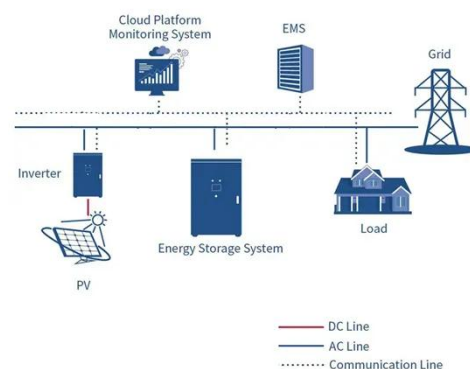 Cloud Platform
Monitoring System
EMS
Grid
Inverter
Energy Storage System
Load
PV
DC Line
AC Line
Communication Line